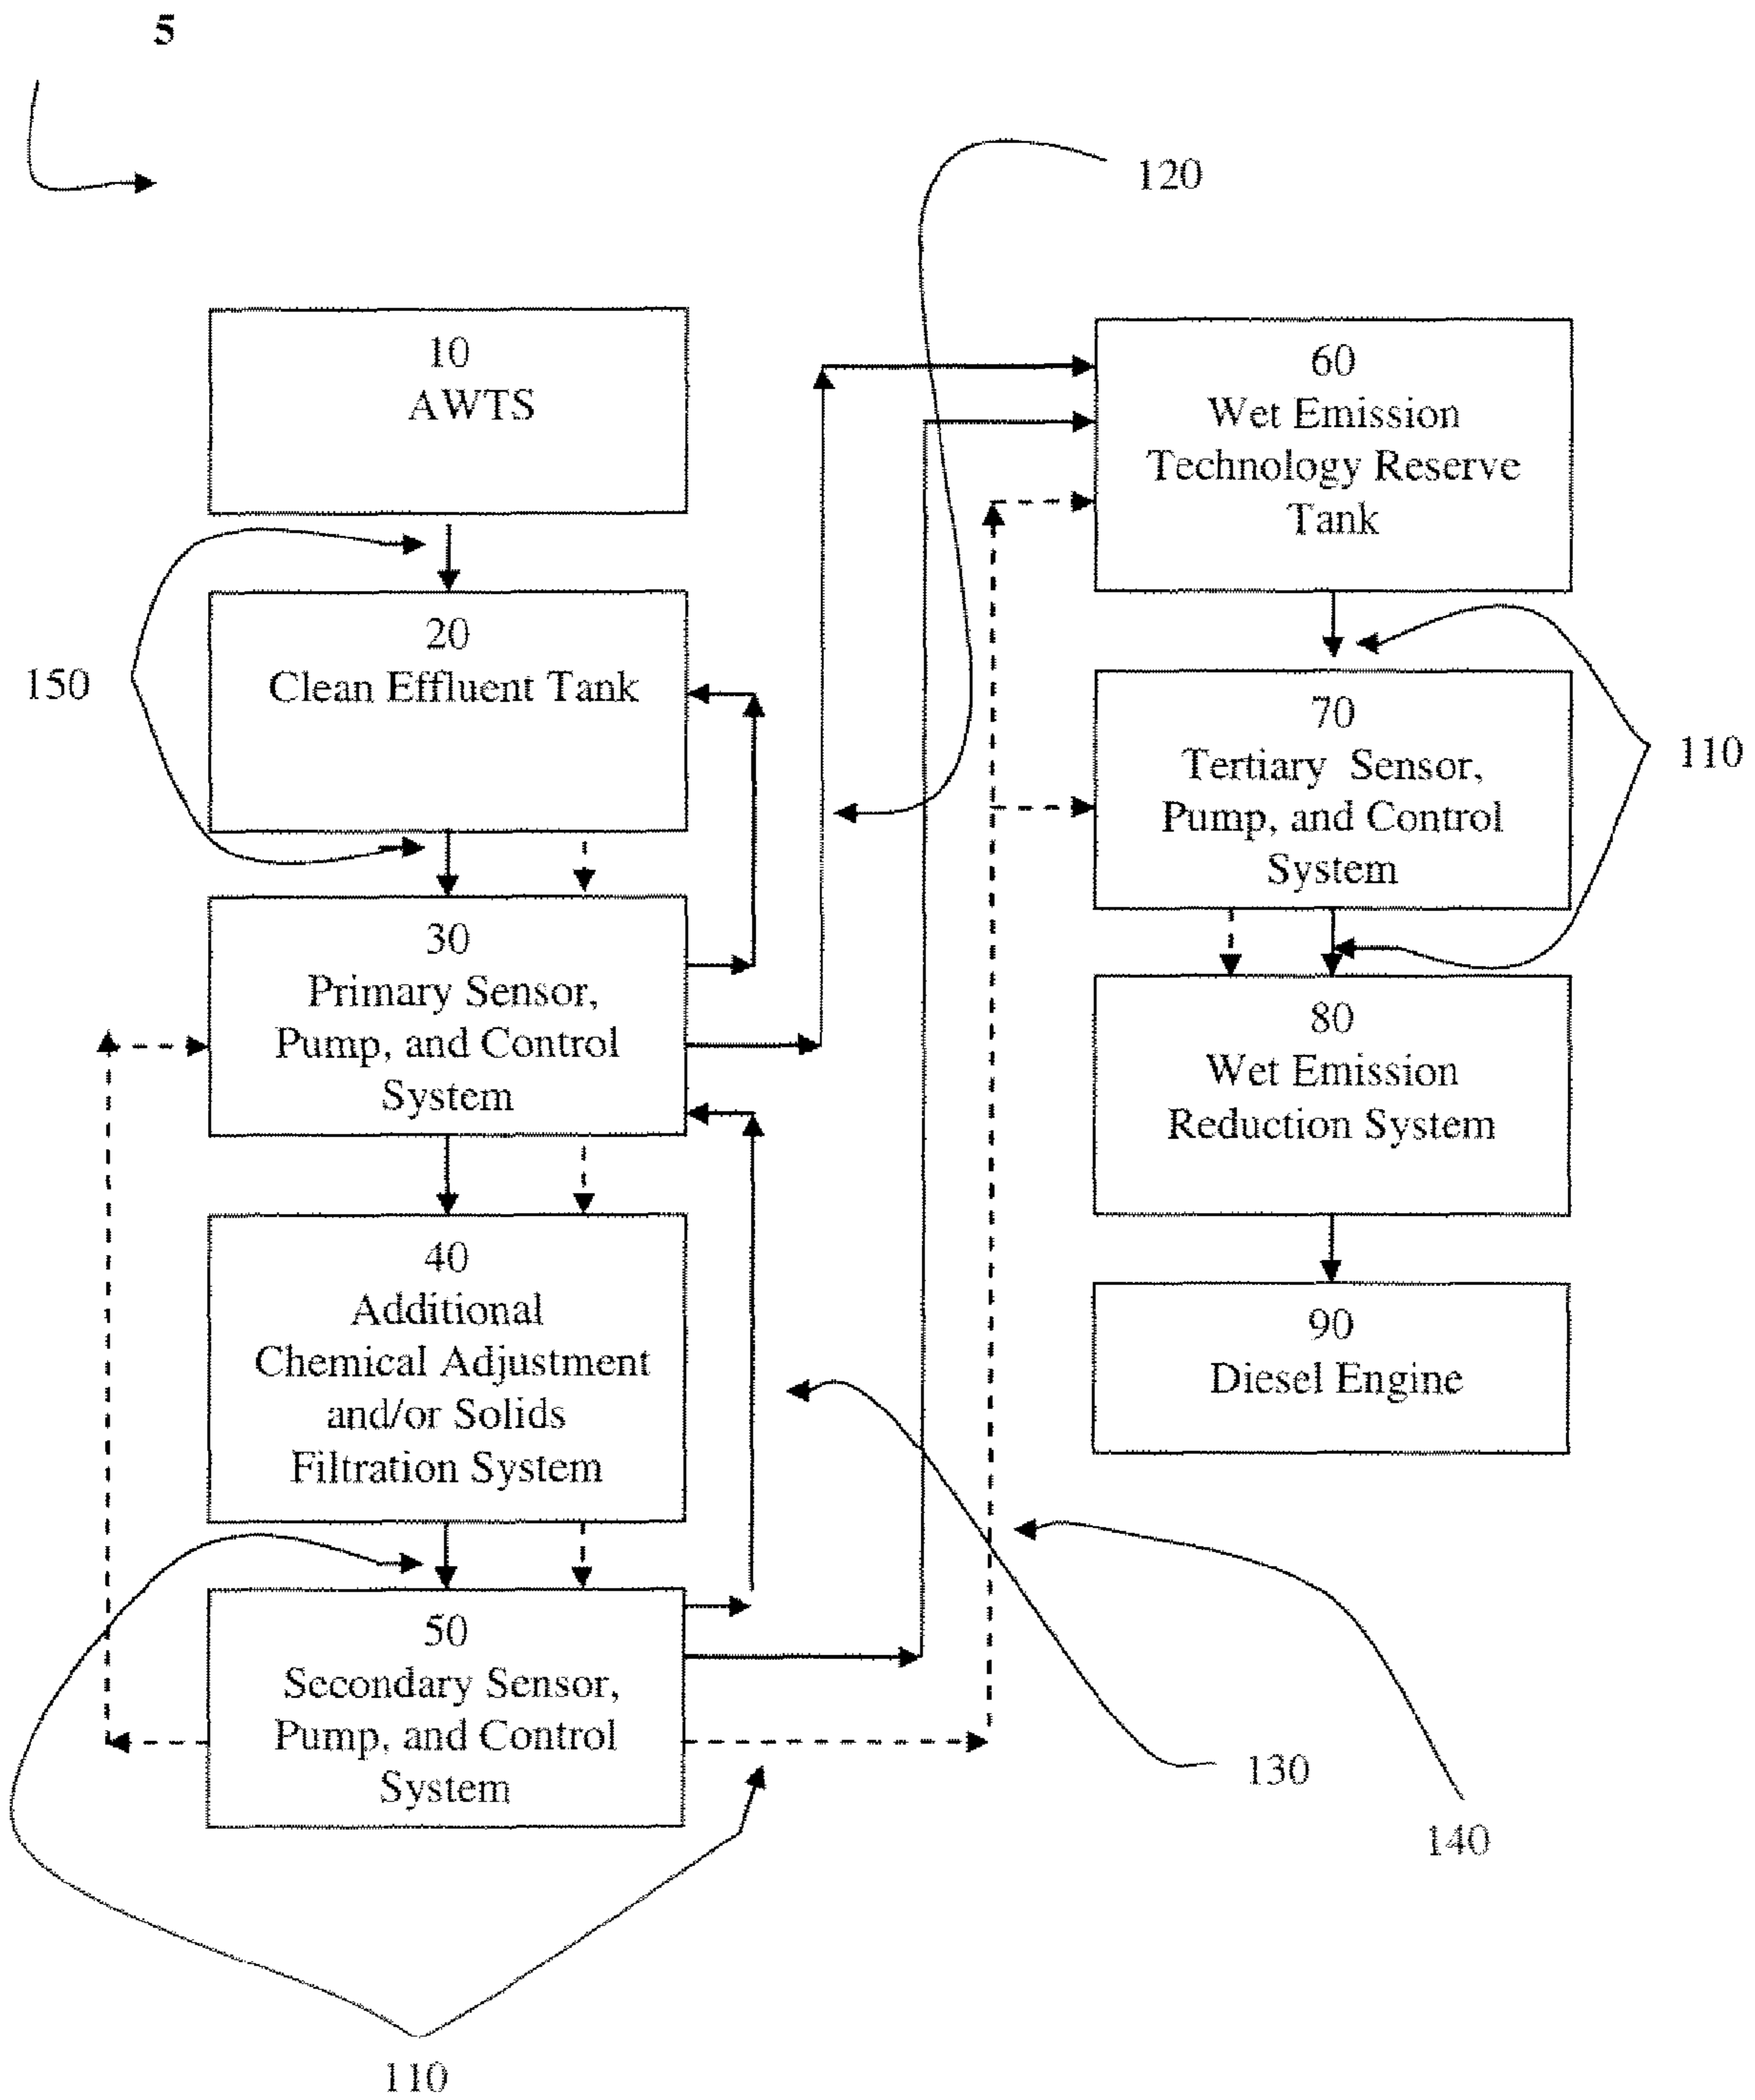 5
120
10
AWTS
60
Wet Emission
Technology Reserve
Tank
150
20
Clean Effluent Tank
70
Tertiary Sensor,
Pump, and Control
System
110
30
Primary Sensor,
Pump, and Control
System
80
Wet Emission
Reduction System
40
Additional
Chemical Adjustment
and/or Solids
Filtration System
90
Diesel Engine
50
Secondary Sensor,
Pump, and Control
System
130
140
110